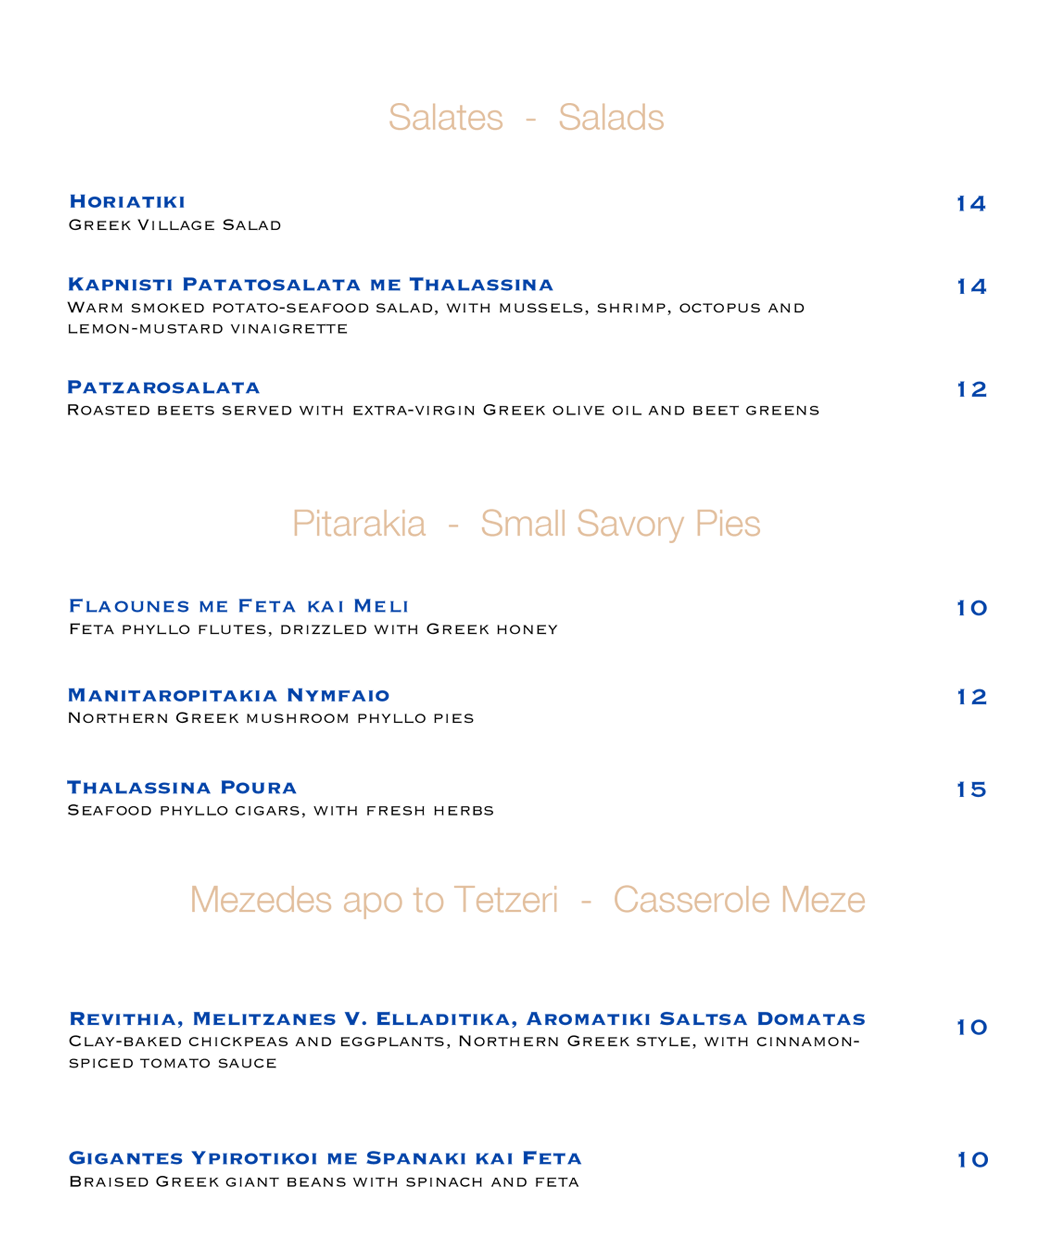 Salates - Salads
Horiatiki 14
Greek Village Salad
Kapnisti Patatosalata me Thalassina 14
Warm smoked potato-seafood salad, with mussels, shrimp, octopus and
lemon-mustard vinaigrette
Patzarosalata 12
Roasted beets served with extra-virgin Greek olive oil and beet greens
Pitarakia - Small Savory Pies
Flaounes me Feta kai Meli 10
Feta phyllo flutes, drizzled with Greek honey
Manitaropitakia Nymfaio 12
Northern Greek mushroom phyllo pies
Thalassina Poura 15
Seafood phyllo cigars, with fresh herbs
Mezedes apo to Tetzeri - Casserole Meze
Revithia, Melitzanes V. Elladitika, Aromatiki Saltsa Domatas 10
Clay-baked chickpeas and eggplants, Northern Greek style, with cinnamon-
spiced tomato sauce
Gigantes Ypirotikoi me Spanaki kai Feta 10
Braised Greek giant beans with spinach and feta